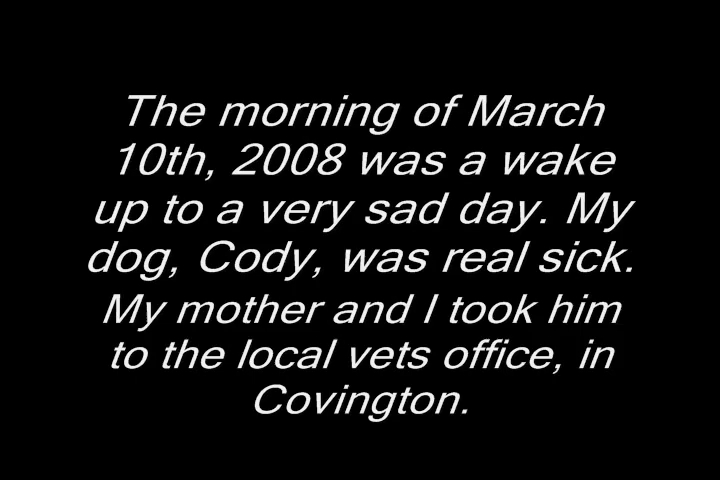 The morning of March
10th, 2008 was a wake
up to a very sad day. My
dog, Cody, was real sick.
My mother and I took him
to the local vets office, in
Covington.